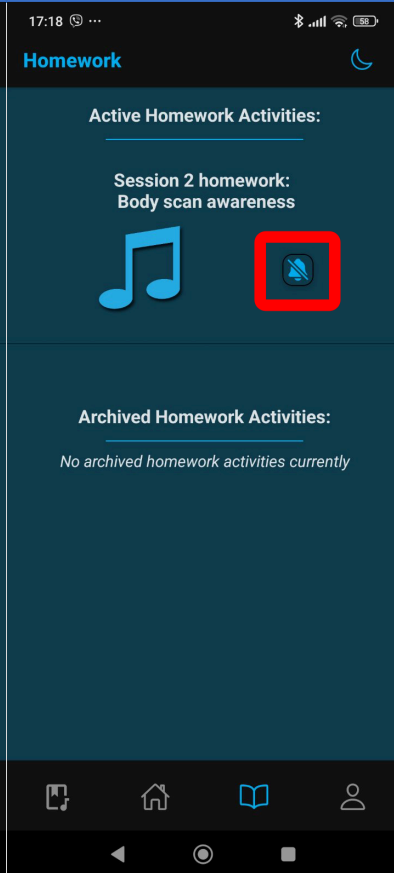 17:18
58
Homework
Active Homework Activities:
Session 2 homework:
Body scan awareness
Archived Homework Activities:
No archived homework activities currently